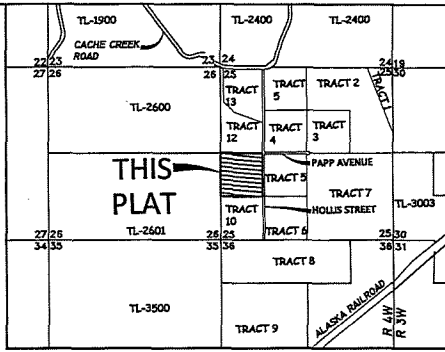 TL-1900
TL-2400
TL-2400
CACHE CREEK
ROAD
22 23
27 26
23 24
26 25
24 19
25 30
TRACT
13
TRACT
5
TRACT 2
TRACT 1
TL-2600
TRACT
12
TRACT
4
TRACT
3
THIS
PLAT
PAPP AVENUE
TRACT 5
TRACT 7
TL-3003
TRACT
10
HOLLIS STREET
TL-2601
TRACT 6
27 26
34 35
26 25
35 36
25 30
36 31
TRACT 8
TL-3500
ALASKA RAILROAD
TRACT 9
R 4W
R 3W